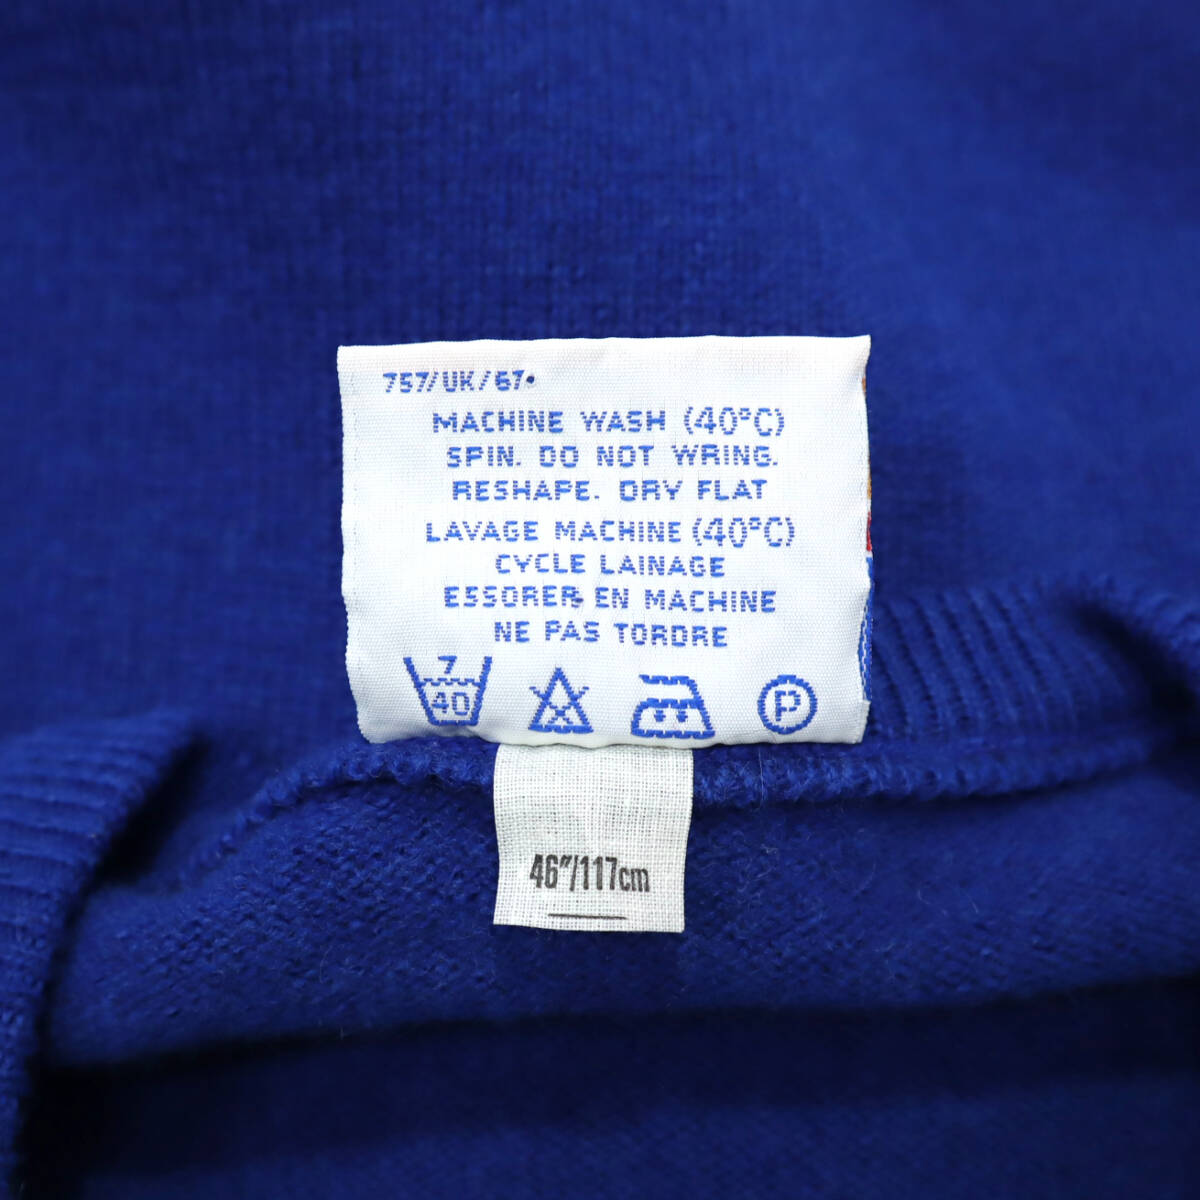 757/UK/67.
MACHINE WASH (40°C)
SPIN. DO NOT WRING.
RESHAPE. DRY FLAT
LAVAGE MACHINE (40°C)
CYCLE LAINAGE
ESSORER EN MACHINE
NE PAS TORDRE
7
40
P
46"/117cm